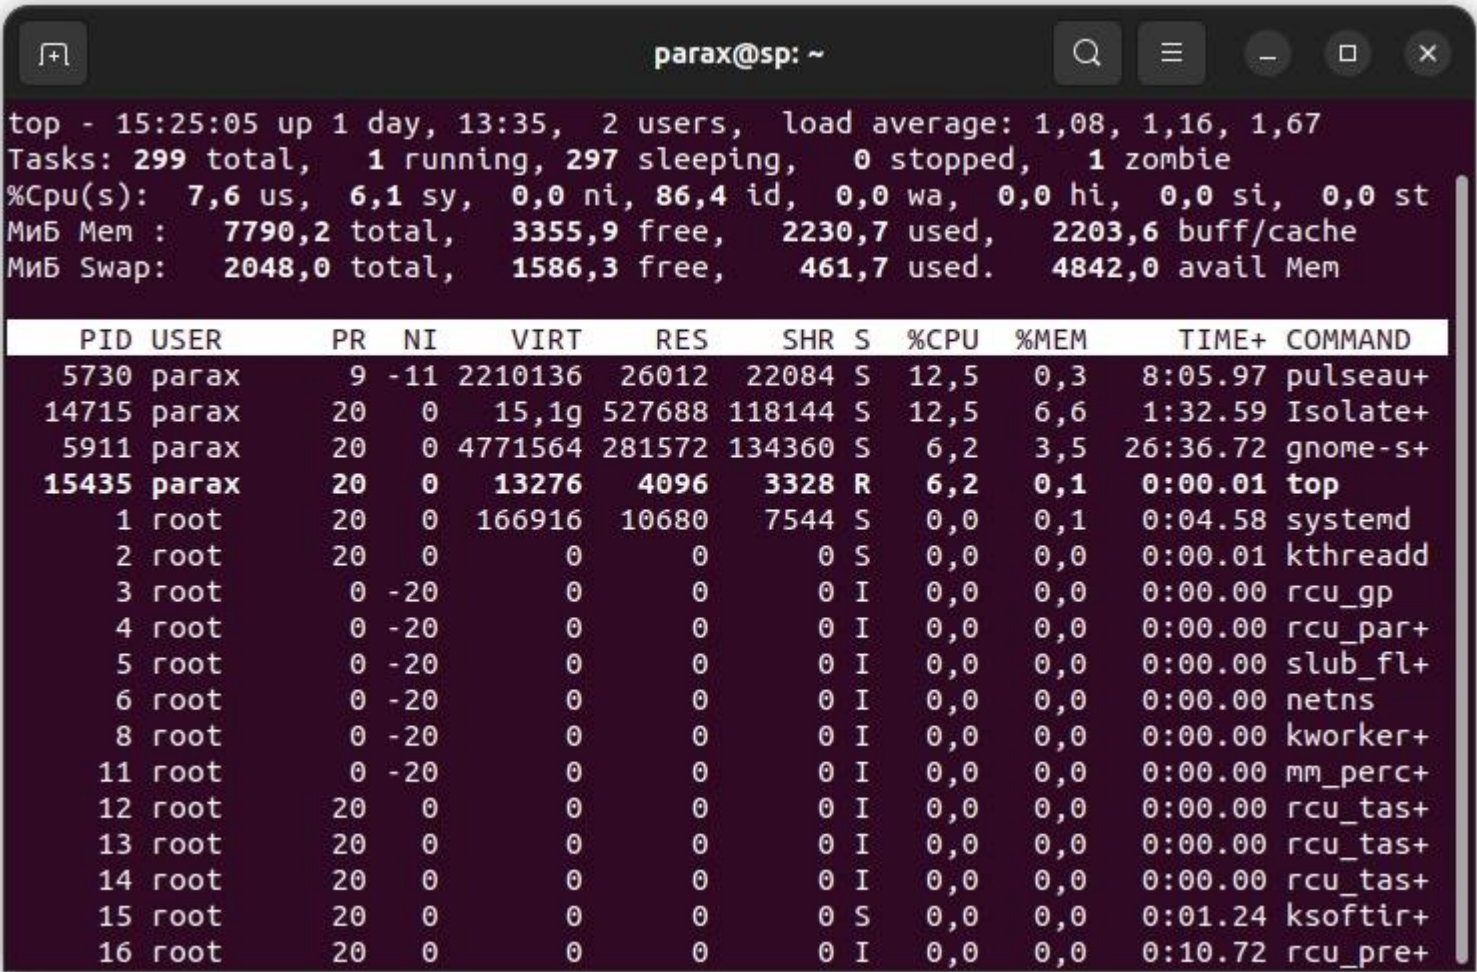 parax@sp: ~
top - 15:25:05 up 1 day, 13:35,  2 users,  load average: 1,08, 1,16, 1,67
Tasks: 299 total,   1 running, 297 sleeping,   0 stopped,   1 zombie
%Cpu(s):  7,6 us,  6,1 sy,  0,0 ni, 86,4 id,  0,0 wa,  0,0 hi,  0,0 si,  0,0 st
МиБ Mem :   7790,2 total,   3355,9 free,   2230,7 used,   2203,6 buff/cache
МиБ Swap:   2048,0 total,   1586,3 free,    461,7 used.   4842,0 avail Mem
PID USER      PR  NI    VIRT    RES    SHR S  %CPU  %MEM     TIME+ COMMAND
5730 parax      9 -11 2210136  26012  22084 S  12,5   0,3   8:05.97 pulseau+
14715 parax     20   0   15,1g 527688 118144 S  12,5   6,6   1:32.59 Isolate+
5911 parax     20   0 4771564 281572 134360 S   6,2   3,5  26:36.72 gnome-s+
15435 parax     20   0   13276   4096   3328 R   6,2   0,1   0:00.01 top
1 root      20   0  166916  10680   7544 S   0,0   0,1   0:04.58 systemd
2 root      20   0       0      0      0 S   0,0   0,0   0:00.01 kthreadd
3 root       0 -20       0      0      0 I   0,0   0,0   0:00.00 rcu_gp
4 root       0 -20       0      0      0 I   0,0   0,0   0:00.00 rcu_par+
5 root       0 -20       0      0      0 I   0,0   0,0   0:00.00 slub_fl+
6 root       0 -20       0      0      0 I   0,0   0,0   0:00.00 netns
8 root       0 -20       0      0      0 I   0,0   0,0   0:00.00 kworker+
11 root       0 -20       0      0      0 I   0,0   0,0   0:00.00 mm_perc+
12 root      20   0       0      0      0 I   0,0   0,0   0:00.00 rcu_tas+
13 root      20   0       0      0      0 I   0,0   0,0   0:00.00 rcu_tas+
14 root      20   0       0      0      0 I   0,0   0,0   0:00.00 rcu_tas+
15 root      20   0       0      0      0 S   0,0   0,0   0:01.24 ksoftir+
16 root      20   0       0      0      0 I   0,0   0,0   0:10.72 rcu_pre+